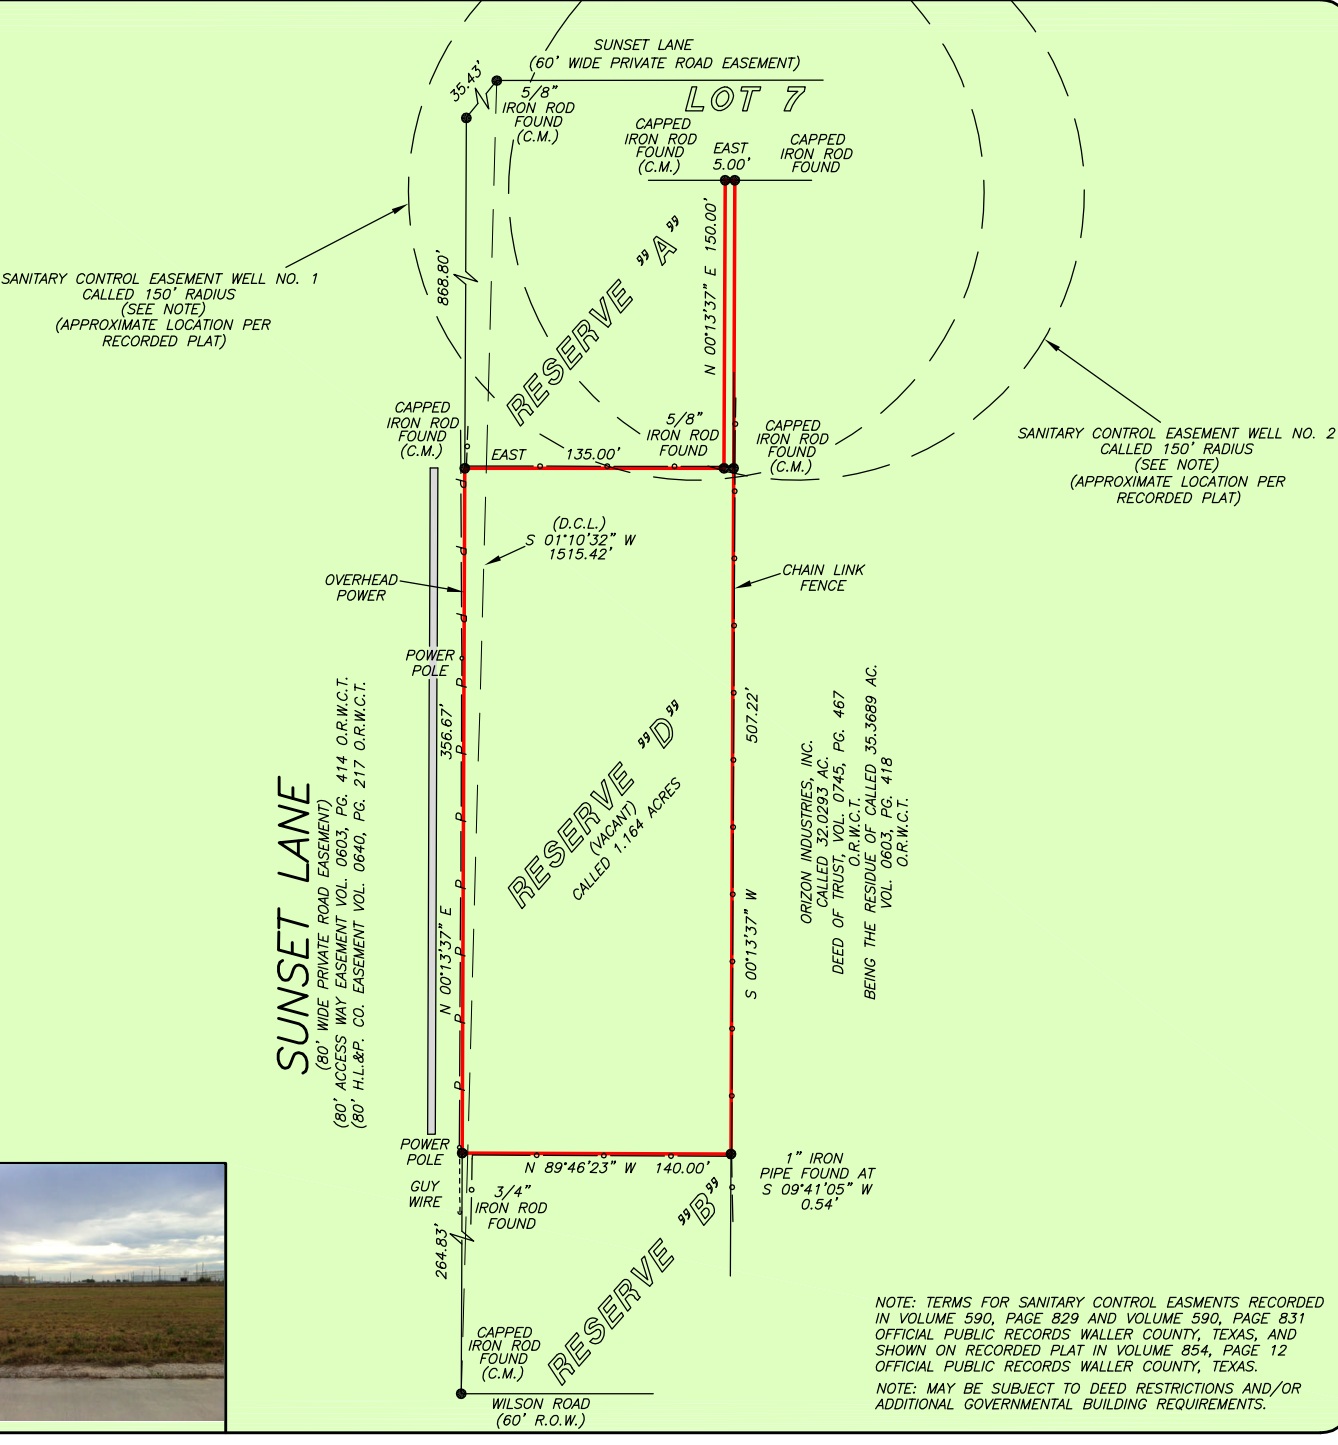 SUNSET LANE
(60' WIDE PRIVATE ROAD EASEMENT)
35.43'
5/8"
IRON ROD
FOUND
(C.M.)
LOT 7
CAPPED
IRON ROD
FOUND
(C.M.)
EAST
5.00'
CAPPED
IRON ROD
FOUND
SANITARY CONTROL EASEMENT WELL NO. 1
CALLED 150' RADIUS
(SEE NOTE)
(APPROXIMATE LOCATION PER
RECORDED PLAT)
868.80'
RESERVE "A"
N 00°13'37" E 150.00'
CAPPED
IRON ROD
FOUND
(C.M.)
EAST 135.00'
5/8"
IRON ROD
FOUND
CAPPED
IRON ROD
FOUND
(C.M.)
SANITARY CONTROL EASEMENT WELL NO. 2
CALLED 150' RADIUS
(SEE NOTE)
(APPROXIMATE LOCATION PER
RECORDED PLAT)
(D.C.L.)
S 01°10'32" W
1515.42'
OVERHEAD
POWER
CHAIN LINK
FENCE
POWER
POLE
P
P
P
P
P
P
P
P
P
P
356.67'
N 00°13'37" E
SUNSET LANE
(80' WIDE PRIVATE ROAD EASEMENT)
(80' ACCESS WAY EASEMENT VOL. 0603, PG. 414 O.R.W.C.T.
(80' H.L.&P. CO. EASEMENT VOL. 0640, PG. 217 O.R.W.C.T.
RESERVE "D"
(VACANT)
CALLED 1.164 ACRES
507.22'
S 00°13'37" W
ORIZON INDUSTRIES, INC.
CALLED 32.0293 AC.
DEED OF TRUST, VOL. 0745, PG. 467
O.R.W.C.T.
BEING THE RESIDUE OF CALLED 35.3689 AC.
VOL. 0603, PG. 418
O.R.W.C.T.
POWER
POLE
GUY
WIRE
N 89°46'23" W 140.00'
3/4"
IRON ROD
FOUND
1" IRON
PIPE FOUND AT
S 09°41'05" W
0.54'
264.83'
RESERVE "B"
CAPPED
IRON ROD
FOUND
(C.M.)
WILSON ROAD
(60' R.O.W.)
NOTE: TERMS FOR SANITARY CONTROL EASMENTS RECORDED
IN VOLUME 590, PAGE 829 AND VOLUME 590, PAGE 831
OFFICIAL PUBLIC RECORDS WALLER COUNTY, TEXAS, AND
SHOWN ON RECORDED PLAT IN VOLUME 854, PAGE 12
OFFICIAL PUBLIC RECORDS WALLER COUNTY, TEXAS.
NOTE: MAY BE SUBJECT TO DEED RESTRICTIONS AND/OR
ADDITIONAL GOVERNMENTAL BUILDING REQUIREMENTS.